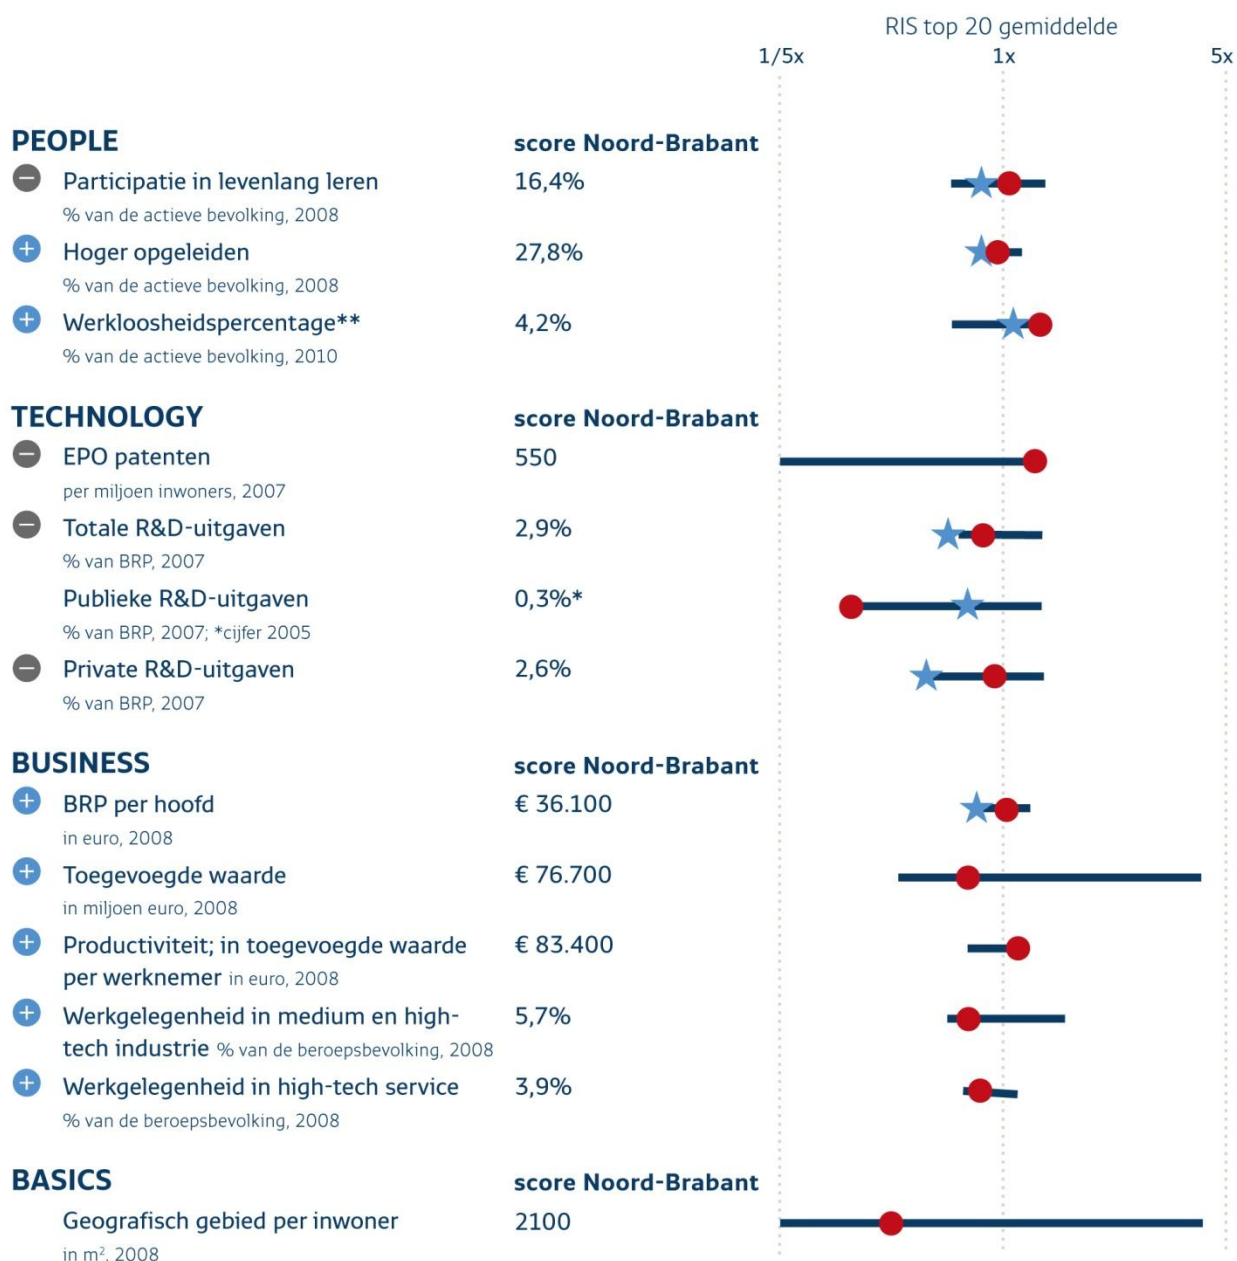 RIS top 20 gemiddelde
1/5x 1x 5x
PEOPLE score Noord-Brabant
Participatie in levenlang leren 16,4%
% van de actieve bevolking, 2008
Hoger opgeleiden 27,8%
% van de actieve bevolking, 2008
Werkloosheidspercentage** 4,2%
% van de actieve bevolking, 2010
TECHNOLOGY score Noord-Brabant
EPO patenten 550
per miljoen inwoners, 2007
Totale R&D-uitgaven 2,9%
% van BRP, 2007
Publieke R&D-uitgaven 0,3%*
% van BRP, 2007; *cijfer 2005
Private R&D-uitgaven 2,6%
% van BRP, 2007
BUSINESS score Noord-Brabant
BRP per hoofd € 36.100
in euro, 2008
Toegevoegde waarde € 76.700
in miljoen euro, 2008
Productiviteit; in toegevoegde waarde € 83.400
per werknemer in euro, 2008
Werkgelegenheid in medium en high- 5,7%
tech industrie % van de beroepsbevolking, 2008
Werkgelegenheid in high-tech service 3,9%
% van de beroepsbevolking, 2008
BASICS score Noord-Brabant
Geografisch gebied per inwoner 2100
in m², 2008